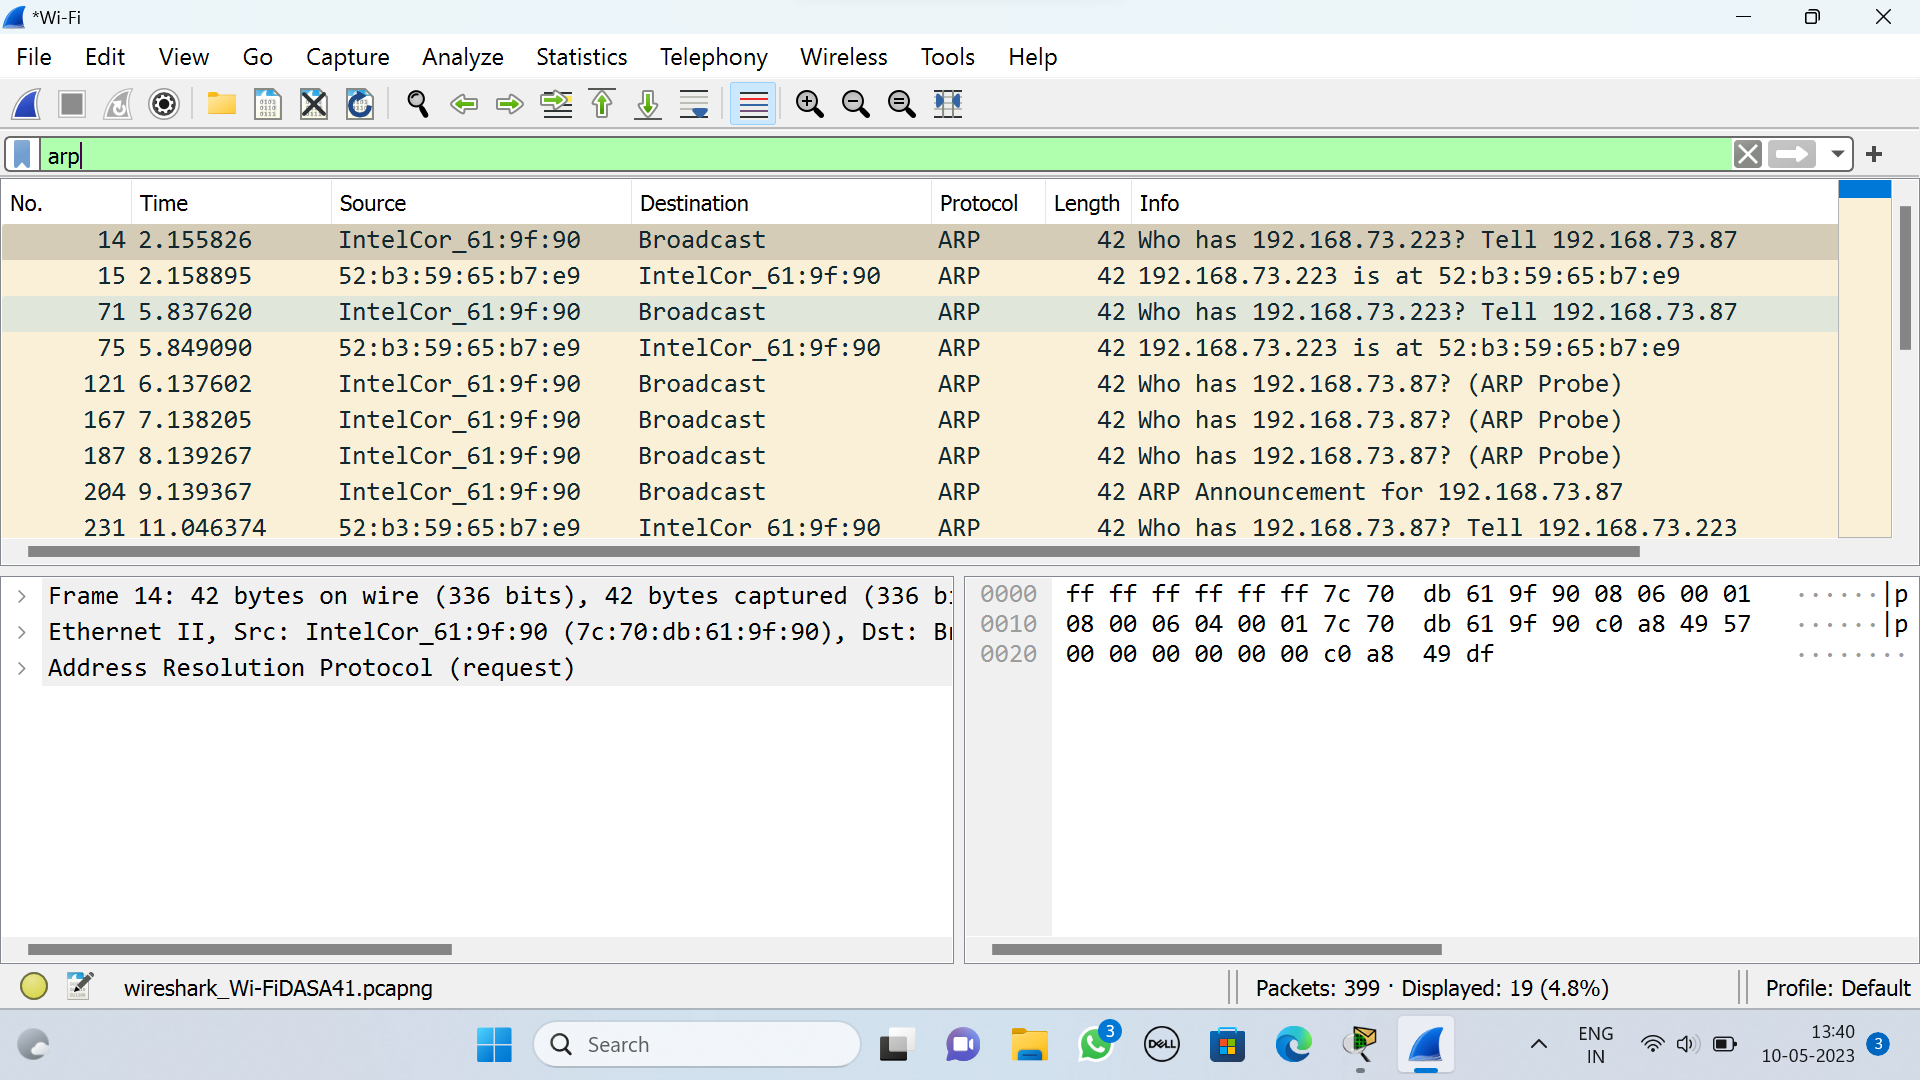 *Wi-Fi
File Edit View Go Capture Analyze Statistics Telephony Wireless Tools Help
arp
No. Time Source Destination Protocol Length Info
14 2.155826 IntelCor_61:9f:90 Broadcast ARP 42 Who has 192.168.73.223? Tell 192.168.73.87
15 2.158895 52:b3:59:65:b7:e9 IntelCor_61:9f:90 ARP 42 192.168.73.223 is at 52:b3:59:65:b7:e9
71 5.837620 IntelCor_61:9f:90 Broadcast ARP 42 Who has 192.168.73.223? Tell 192.168.73.87
75 5.849090 52:b3:59:65:b7:e9 IntelCor_61:9f:90 ARP 42 192.168.73.223 is at 52:b3:59:65:b7:e9
121 6.137602 IntelCor_61:9f:90 Broadcast ARP 42 Who has 192.168.73.87? (ARP Probe)
167 7.138205 IntelCor_61:9f:90 Broadcast ARP 42 Who has 192.168.73.87? (ARP Probe)
187 8.139267 IntelCor_61:9f:90 Broadcast ARP 42 Who has 192.168.73.87? (ARP Probe)
204 9.139367 IntelCor_61:9f:90 Broadcast ARP 42 ARP Announcement for 192.168.73.87
231 11.046374 52:b3:59:65:b7:e9 IntelCor_61:9f:90 ARP 42 Who has 192.168.73.87? Tell 192.168.73.223
Frame 14: 42 bytes on wire (336 bits), 42 bytes captured (336 b
Ethernet II, Src: IntelCor_61:9f:90 (7c:70:db:61:9f:90), Dst: B
Address Resolution Protocol (request)
0000 ff ff ff ff ff ff 7c 70 db 61 9f 90 08 06 00 01 ······|p
0010 08 00 06 04 00 01 7c 70 db 61 9f 90 c0 a8 49 57 ······|p
0020 00 00 00 00 00 00 c0 a8 49 df ········
wireshark_Wi-FiDASA41.pcapng Packets: 399 · Displayed: 19 (4.8%) Profile: Default
Search 3 DELL ENG IN 13:40 10-05-2023 3